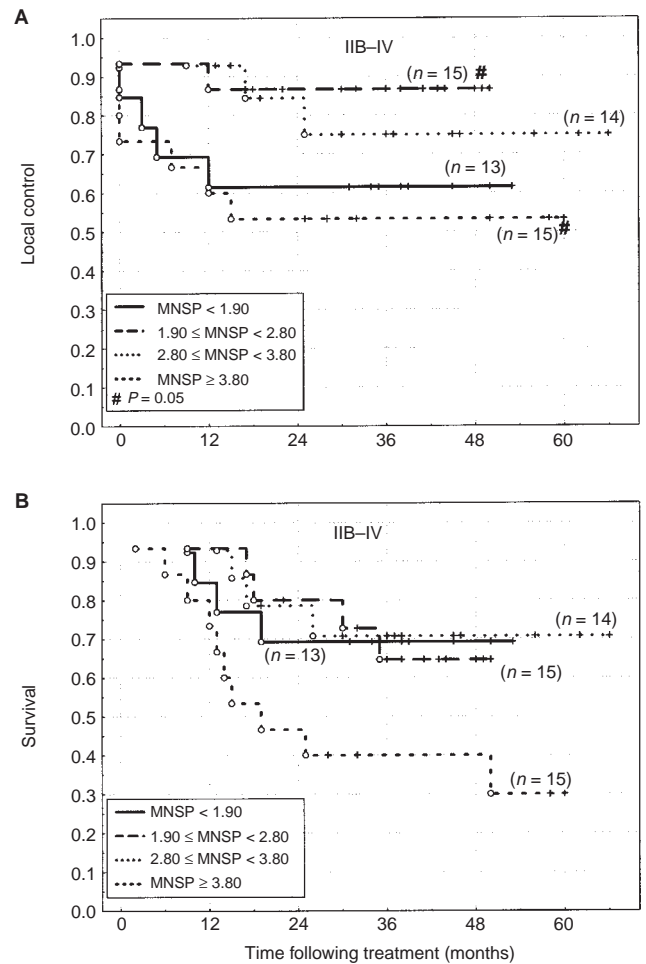 A
IIB–IV
1.0
0.9
0.8
0.7
0.6
0.5
0.4
0.3
0.2
0.1
0.0
Local control
(n = 15) #
(n = 14)
(n = 13)
(n = 15) #
MNSP < 1.90
1.90 ≤ MNSP < 2.80
2.80 ≤ MNSP < 3.80
MNSP ≥ 3.80
# P = 0.05
0 12 24 36 48 60
B
IIB–IV
1.0
0.9
0.8
0.7
0.6
0.5
0.4
0.3
0.2
0.1
0.0
Survival
(n = 14)
(n = 13)
(n = 15)
(n = 15)
MNSP < 1.90
1.90 ≤ MNSP < 2.80
2.80 ≤ MNSP < 3.80
MNSP ≥ 3.80
0 12 24 36 48 60
Time following treatment (months)